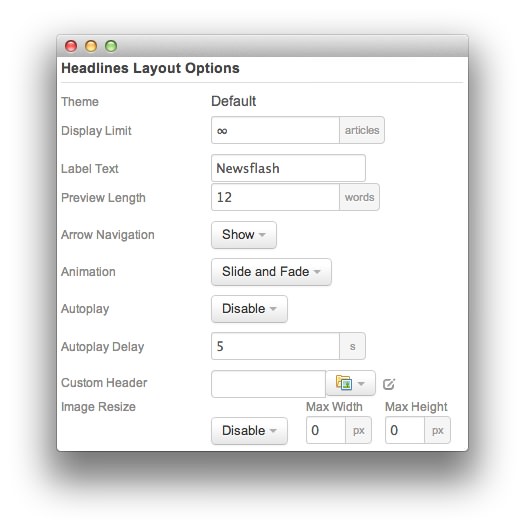 Headlines Layout Options
Theme Default
Display Limit ∞ articles
Label Text Newsflash
Preview Length 12 words
Arrow Navigation Show
Animation Slide and Fade
Autoplay Disable
Autoplay Delay 5 s
Custom Header
Image Resize Max Width Max Height
Disable 0 px 0 px